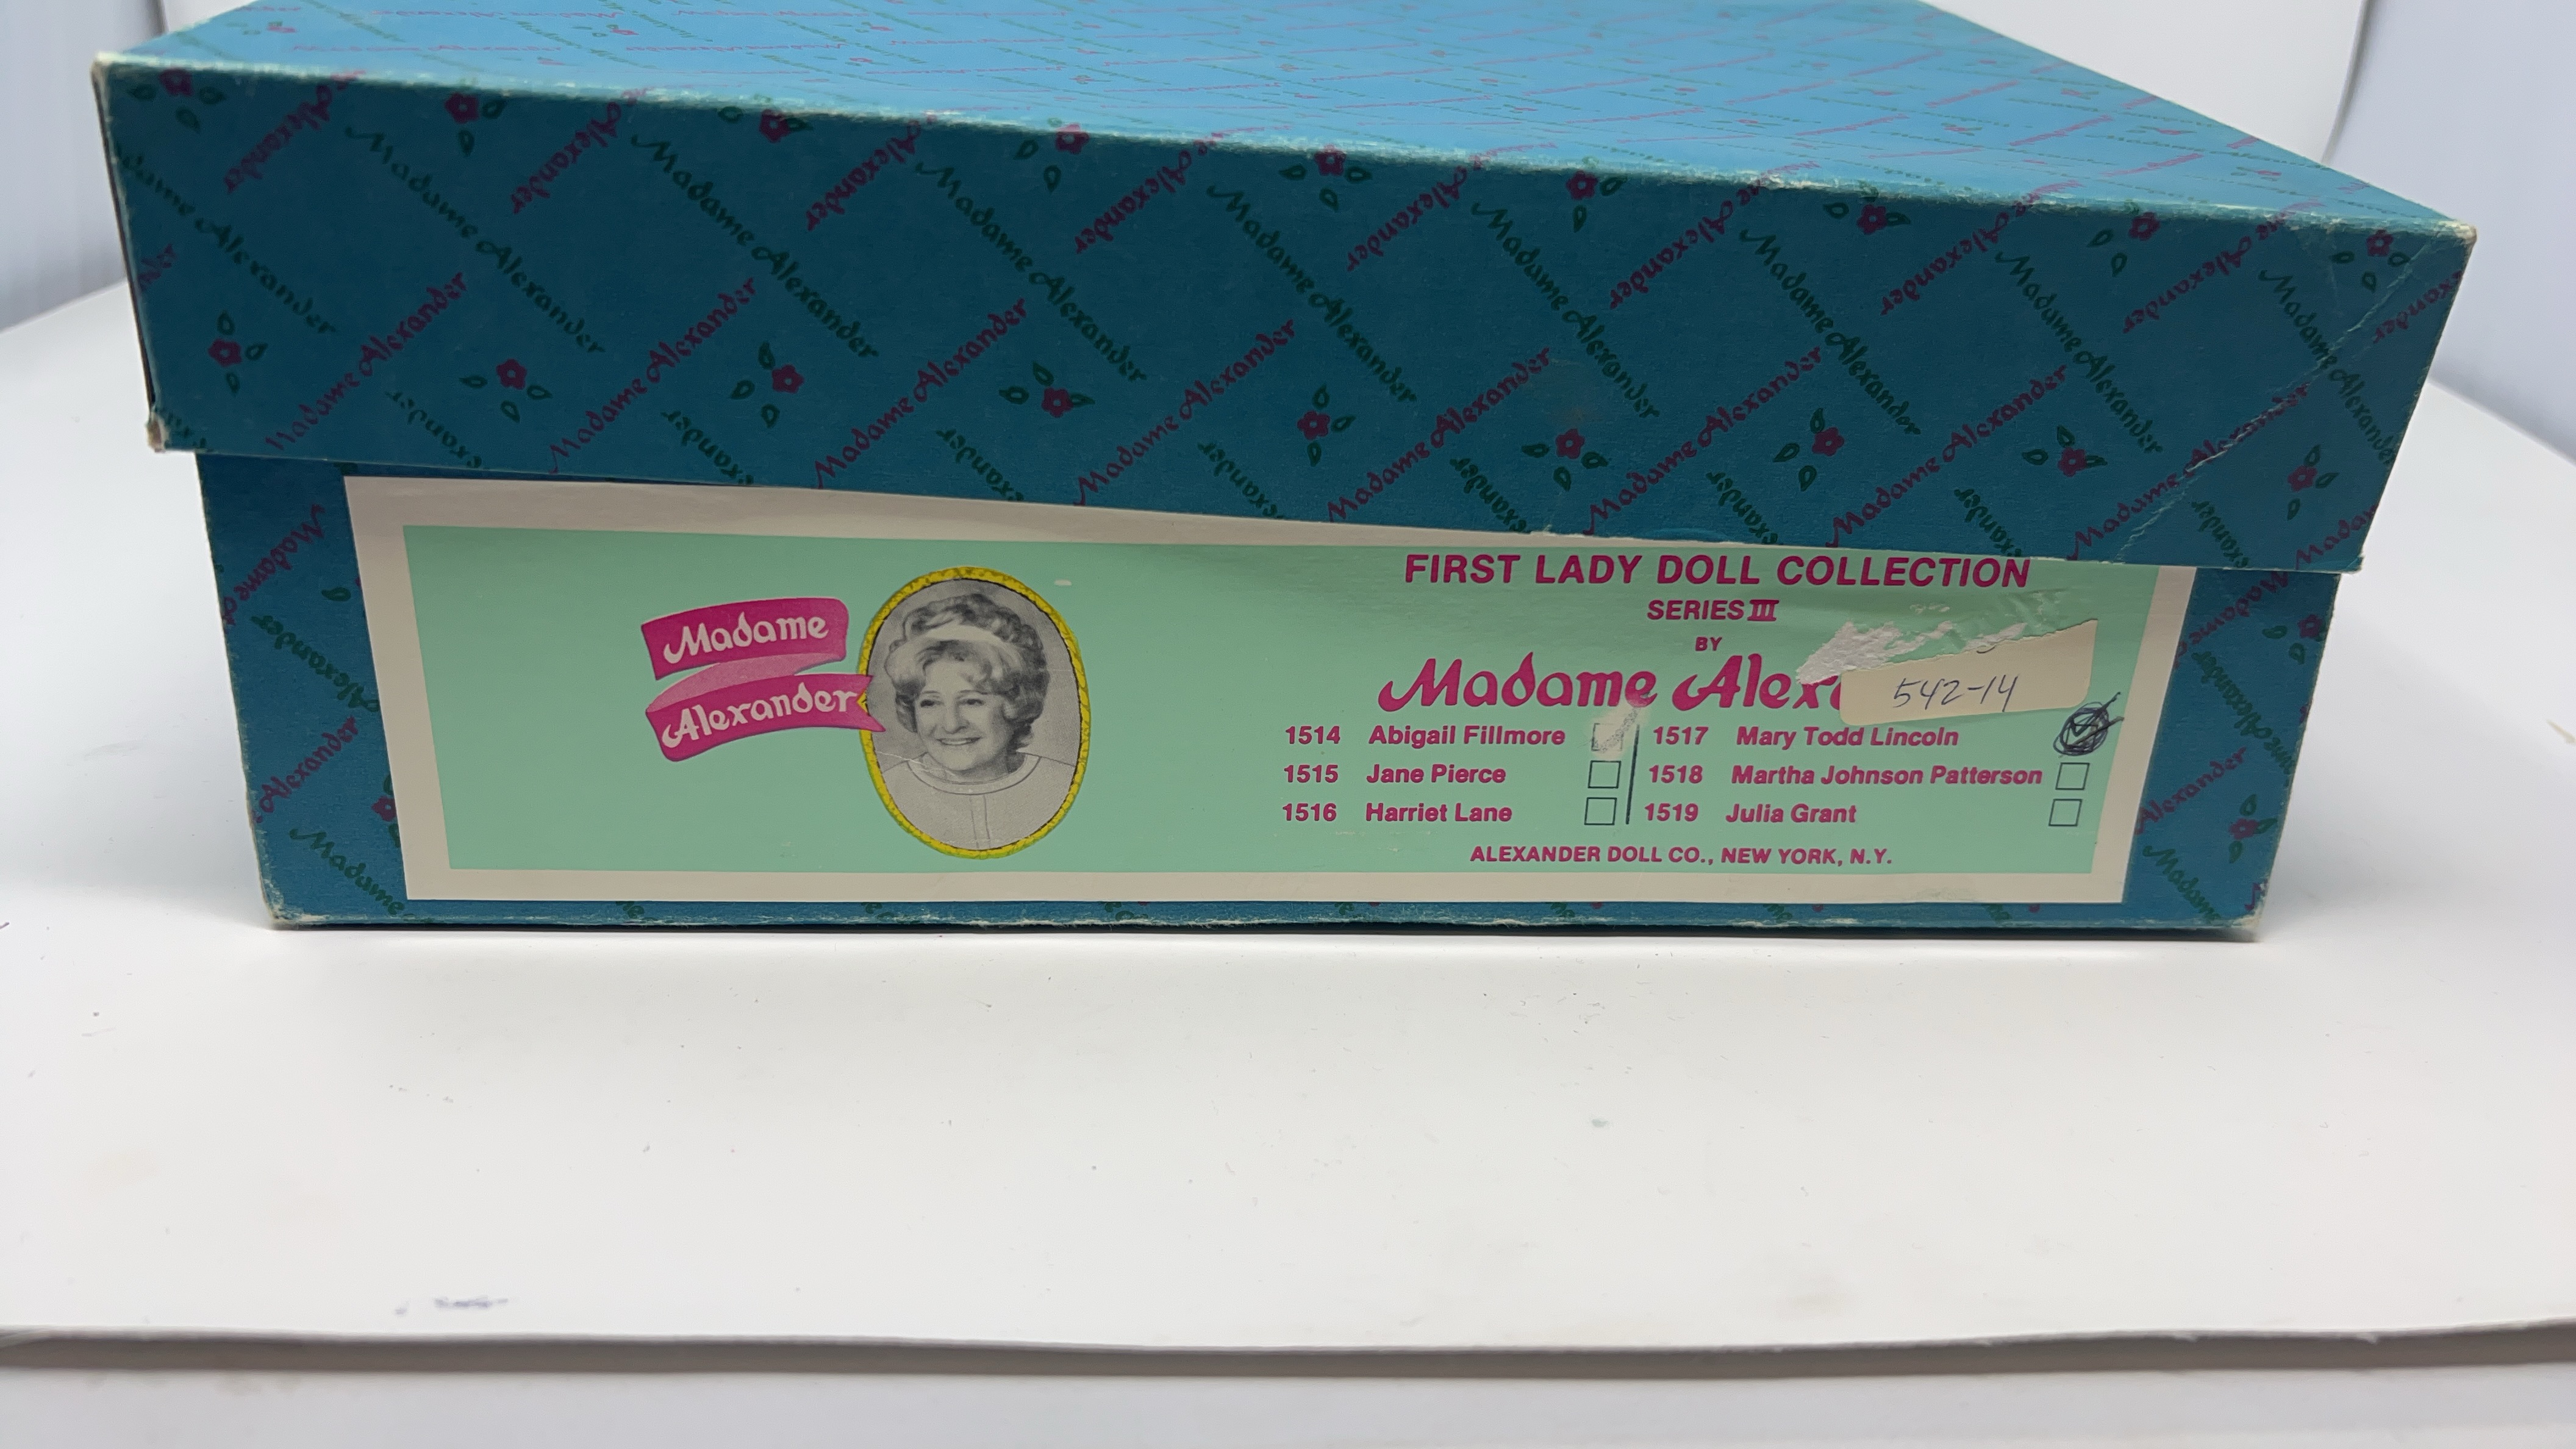 Madame Alexander
Madame
Alexander
FIRST LADY DOLL COLLECTION
SERIES III
BY
Madame Alex
542-14
1514 Abigail Fillmore
1515 Jane Pierce
1516 Harriet Lane
1517 Mary Todd Lincoln
1518 Martha Johnson Patterson
1519 Julia Grant
ALEXANDER DOLL CO., NEW YORK, N.Y.